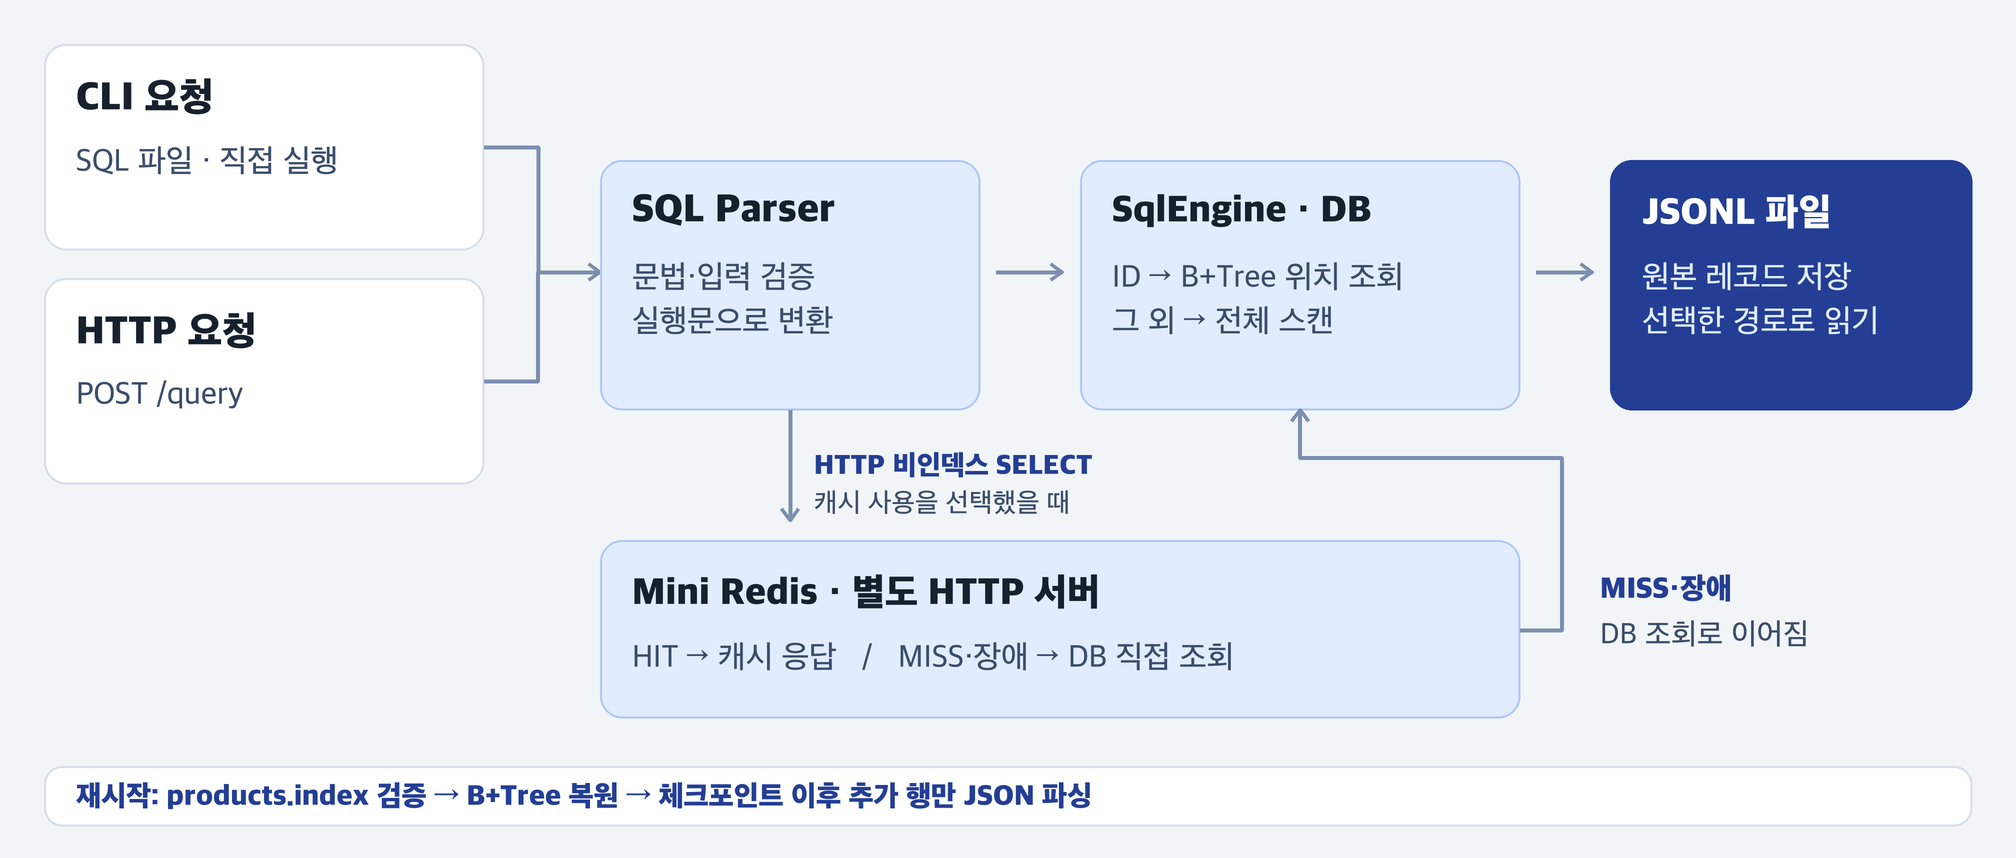 CLI 요청
SQL 파일 · 직접 실행
HTTP 요청
POST /query
SQL Parser
문법·입력 검증
실행문으로 변환
SqlEngine · DB
ID → B+Tree 위치 조회
그 외 → 전체 스캔
JSONL 파일
원본 레코드 저장
선택한 경로로 읽기
HTTP 비인덱스 SELECT
캐시 사용을 선택했을 때
Mini Redis · 별도 HTTP 서버
HIT → 캐시 응답 / MISS·장애 → DB 직접 조회
MISS·장애
DB 조회로 이어짐
재시작: products.index 검증 → B+Tree 복원 → 체크포인트 이후 추가 행만 JSON 파싱